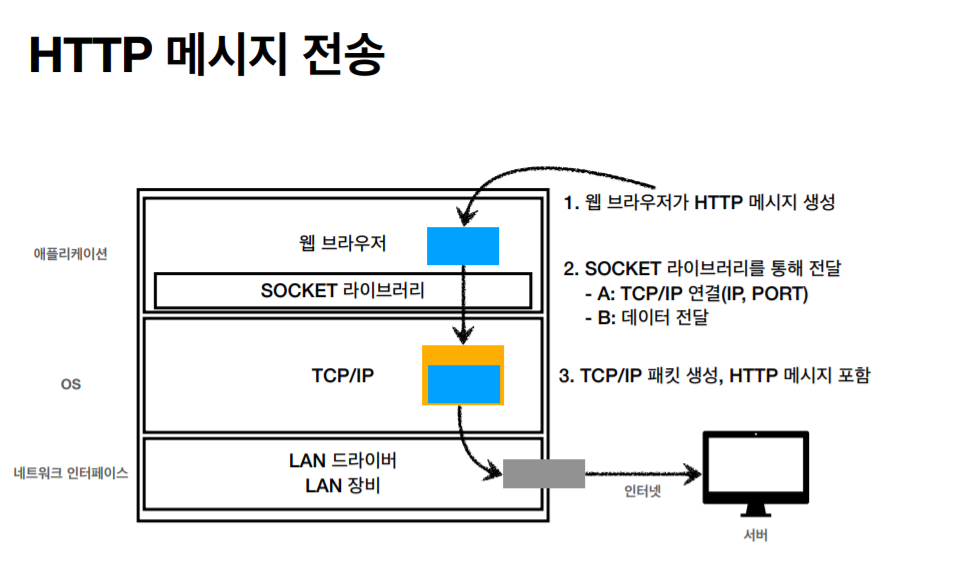 HTTP 메시지 전송
1. 웹 브라우저가 HTTP 메시지 생성
애플리케이션
웹 브라우저
SOCKET 라이브러리
2. SOCKET 라이브러리를 통해 전달
- A: TCP/IP 연결(IP, PORT)
- B: 데이터 전달
OS
TCP/IP
3. TCP/IP 패킷 생성, HTTP 메시지 포함
네트워크 인터페이스
LAN 드라이버
LAN 장비
인터넷
서버